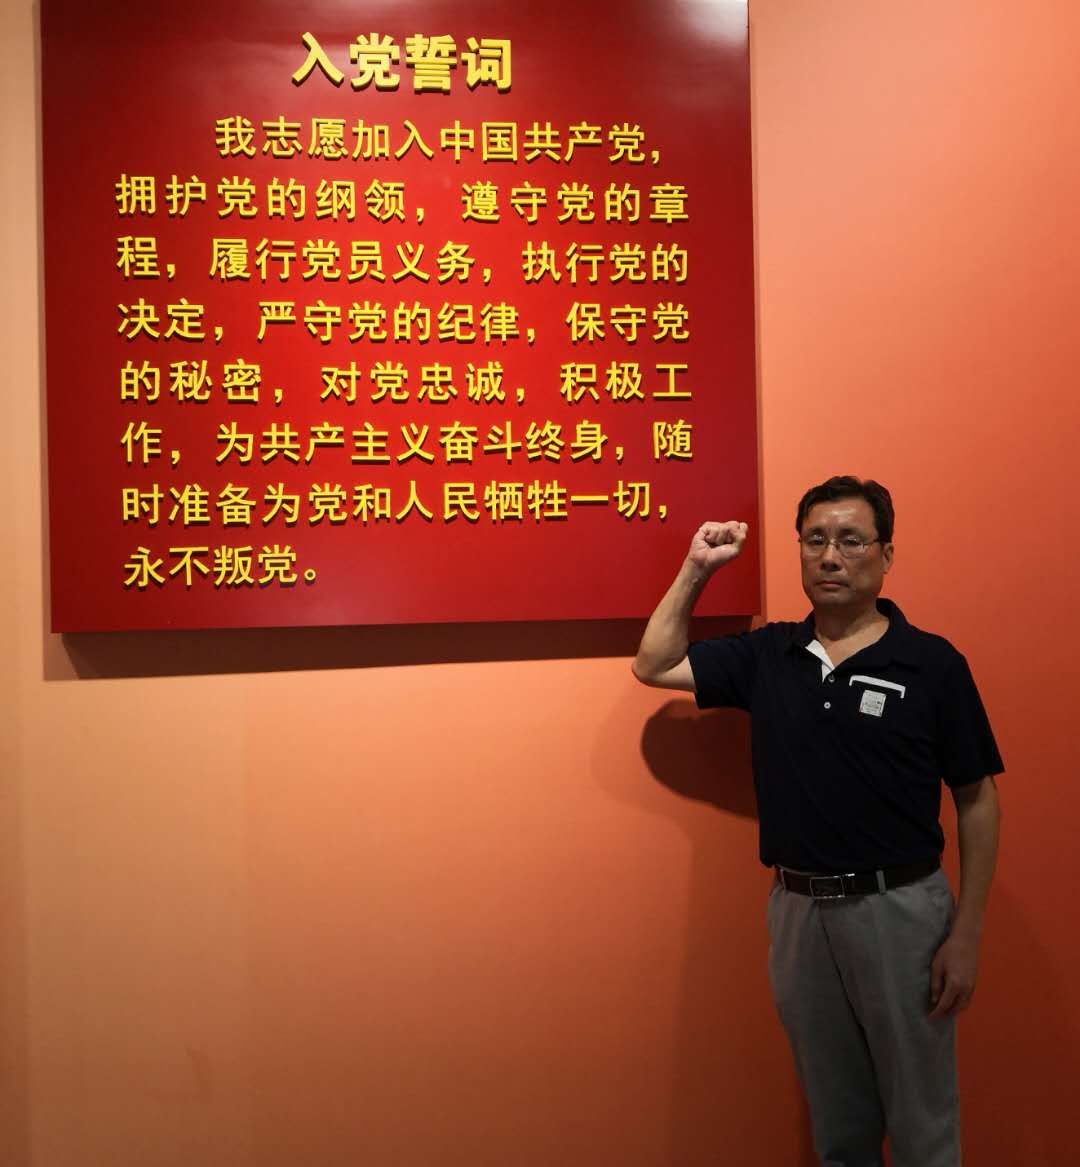 入党誓词
我志愿加入中国共产党，
拥护党的纲领，遵守党的章
程，履行党员义务，执行党的
决定，严守党的纪律，保守党
的秘密，对党忠诚，积极工
作，为共产主义奋斗终身，随
时准备为党和人民牺牲一切，
永不叛党。